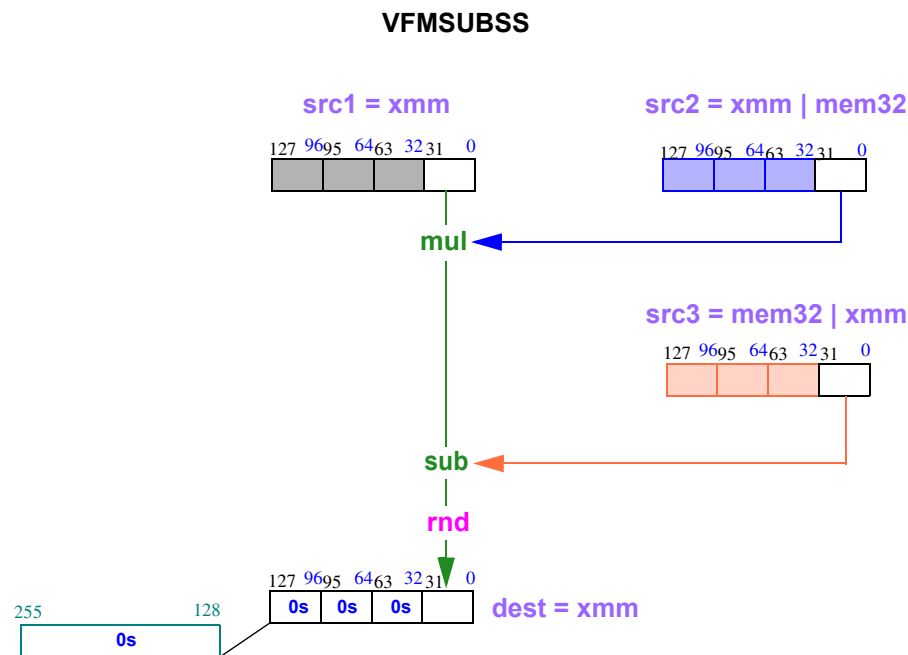 VFMSUBSS
src1 = xmm
src2 = xmm | mem32
127 96 95 64 63 32 31 0
127 96 95 64 63 32 31 0
mul
src3 = mem32 | xmm
127 96 95 64 63 32 31 0
sub
rnd
127 96 95 64 63 32 31 0
0s 0s 0s
dest = xmm
255 128
0s